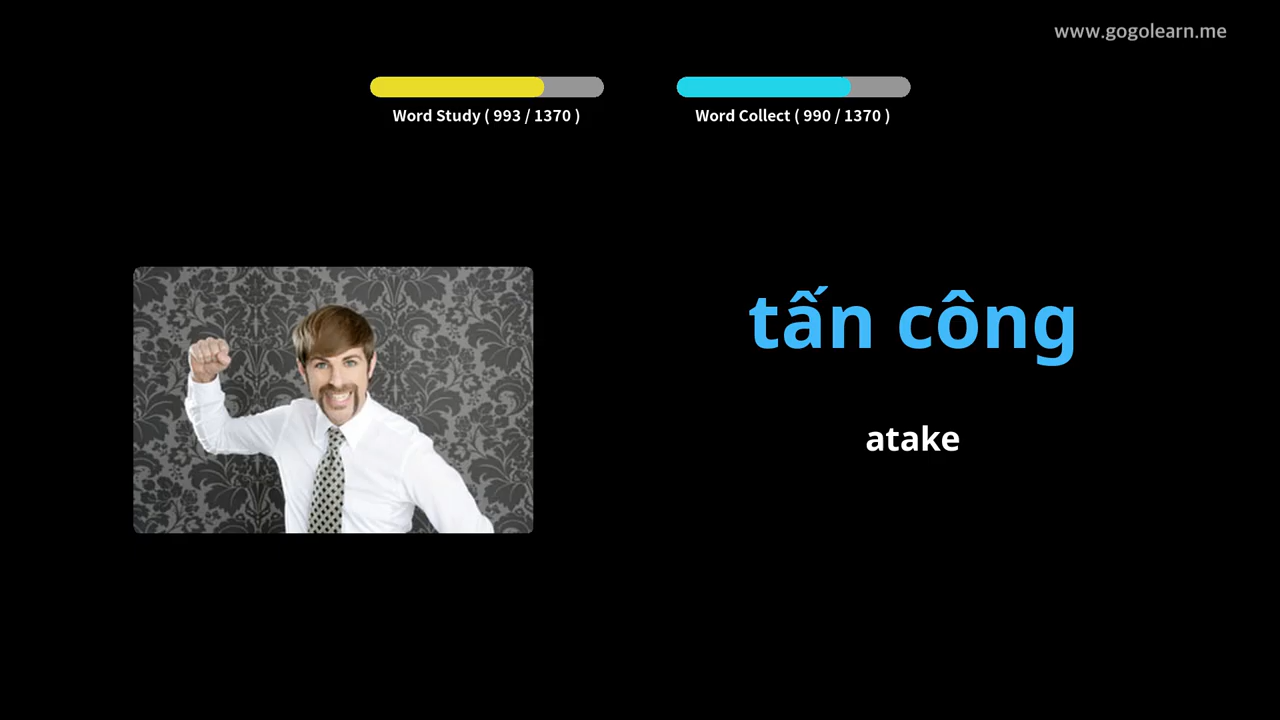 www.gogolearn.me
Word Study ( 993 / 1370 )
Word Collect ( 990 / 1370 )
tấn công
atake